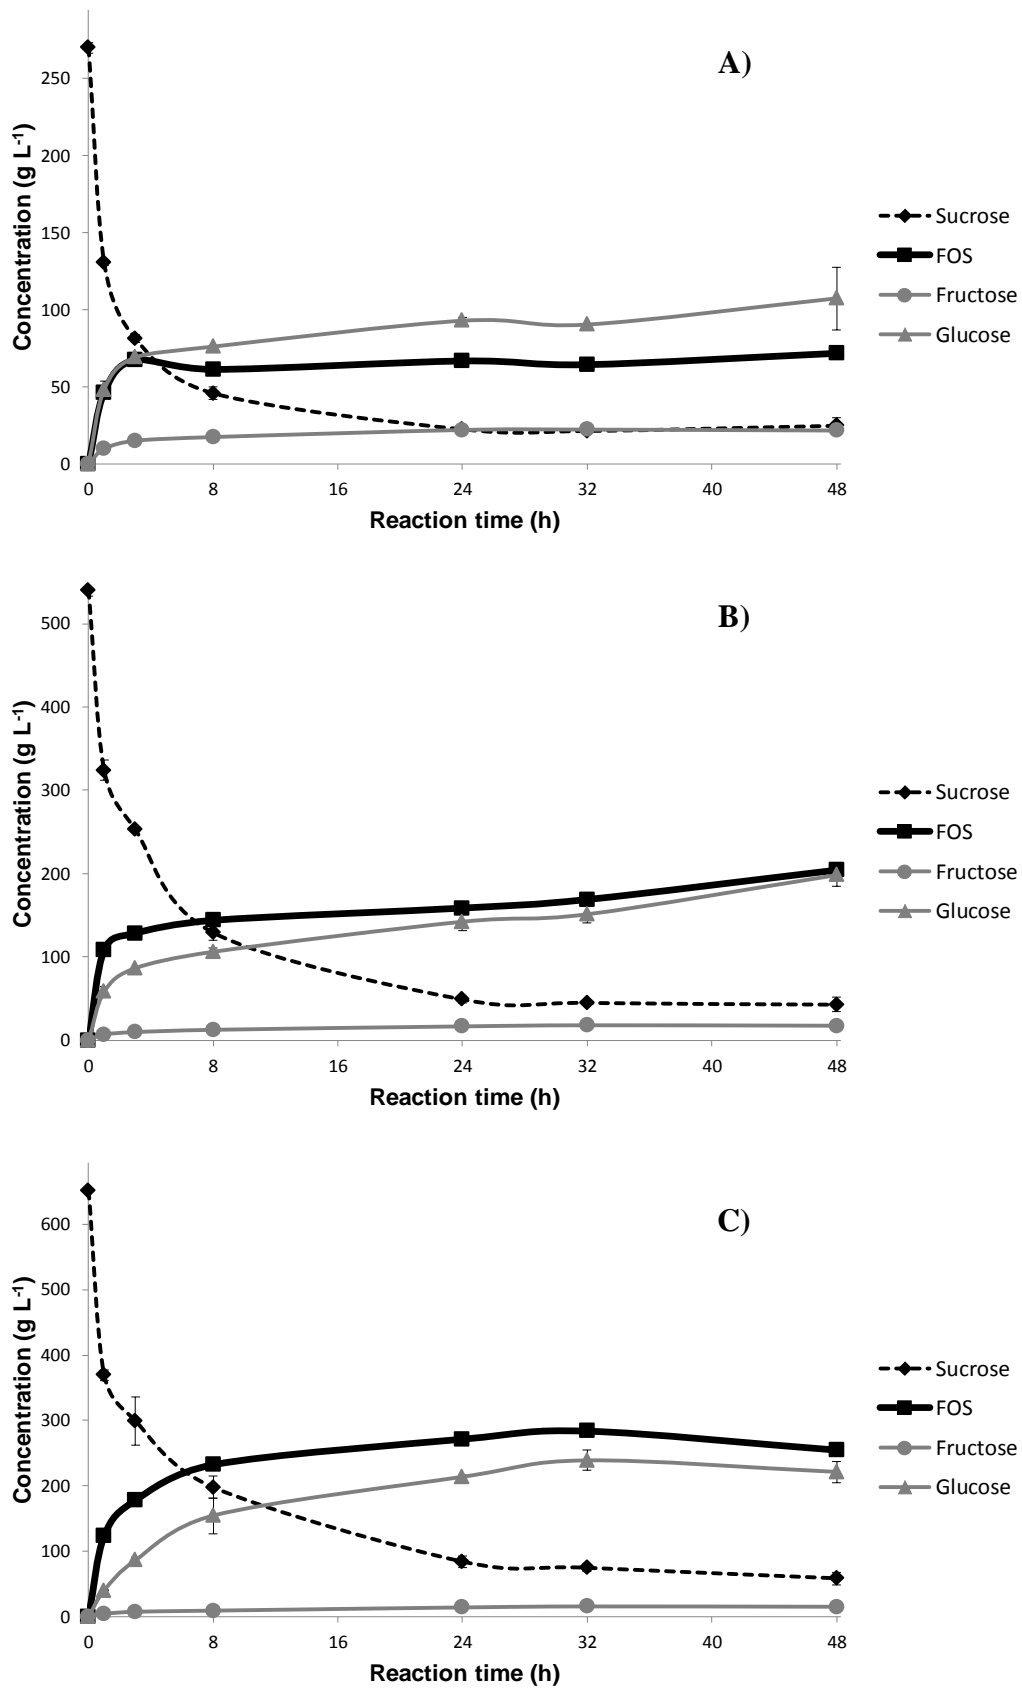 A)
Concentration (g L-1)
250
200
150
100
50
0
0 8 16 24 32 40 48
Reaction time (h)
Sucrose
FOS
Fructose
Glucose
B)
Concentration (g L-1)
500
400
300
200
100
0
0 8 16 24 32 40 48
Reaction time (h)
Sucrose
FOS
Fructose
Glucose
C)
Concentration (g L-1)
600
500
400
300
200
100
0
0 8 16 24 32 40 48
Reaction time (h)
Sucrose
FOS
Fructose
Glucose